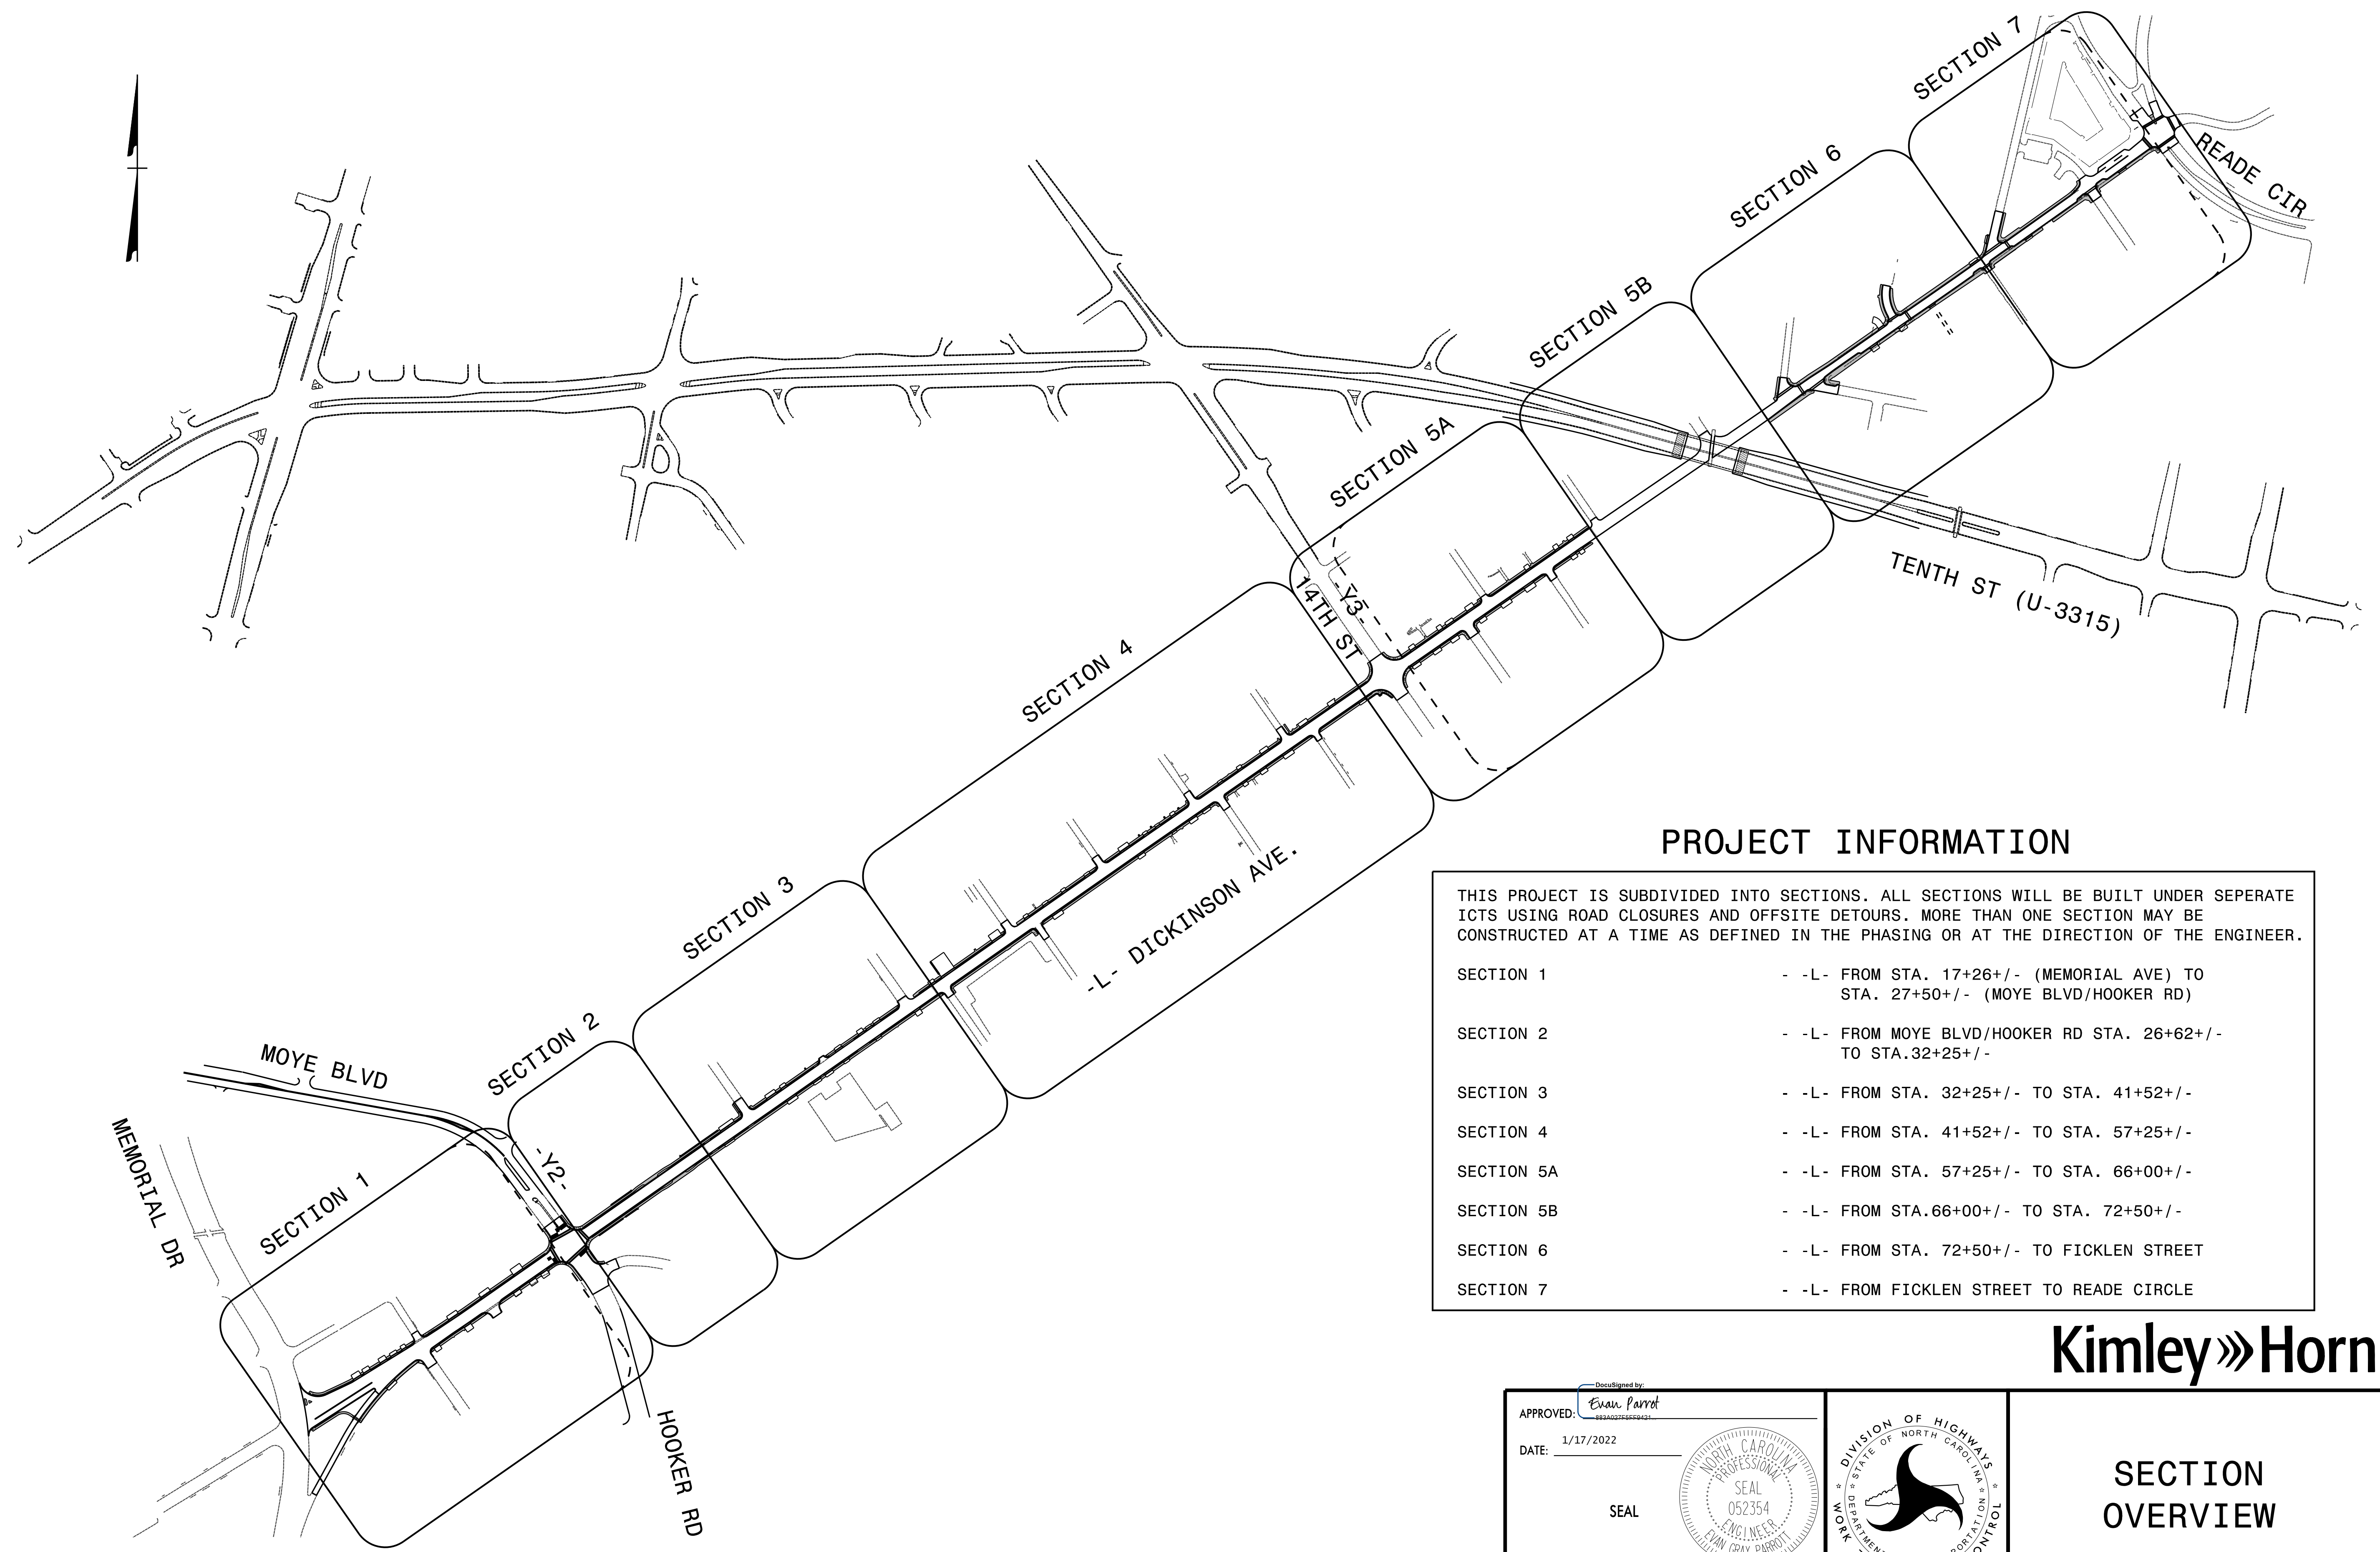 SECTION 7
READE CIR
SECTION 6
SECTION 5B
SECTION 5A
-Y3-
14TH ST
TENTH ST (U-3315)
SECTION 4
-L- DICKINSON AVE.
SECTION 3
SECTION 2
MOYE BLVD
-Y2-
MEMORIAL DR
SECTION 1
HOOKER RD
PROJECT INFORMATION
THIS PROJECT IS SUBDIVIDED INTO SECTIONS. ALL SECTIONS WILL BE BUILT UNDER SEPERATE
ICTS USING ROAD CLOSURES AND OFFSITE DETOURS. MORE THAN ONE SECTION MAY BE
CONSTRUCTED AT A TIME AS DEFINED IN THE PHASING OR AT THE DIRECTION OF THE ENGINEER.
SECTION 1 - -L- FROM STA. 17+26+/- (MEMORIAL AVE) TO
STA. 27+50+/- (MOYE BLVD/HOOKER RD)
SECTION 2 - -L- FROM MOYE BLVD/HOOKER RD STA. 26+62+/-
TO STA.32+25+/-
SECTION 3 - -L- FROM STA. 32+25+/- TO STA. 41+52+/-
SECTION 4 - -L- FROM STA. 41+52+/- TO STA. 57+25+/-
SECTION 5A - -L- FROM STA. 57+25+/- TO STA. 66+00+/-
SECTION 5B - -L- FROM STA.66+00+/- TO STA. 72+50+/-
SECTION 6 - -L- FROM STA. 72+50+/- TO FICKLEN STREET
SECTION 7 - -L- FROM FICKLEN STREET TO READE CIRCLE
Kimley»Horn
DocuSigned by:
APPROVED: Evan Parrot
DATE: 1/17/2022
SEAL
NORTH CAROLINA
PROFESSIONAL
SEAL
052354
ENGINEER
EVAN GRAY PARROTT
DIVISION OF HIGHWAYS
STATE OF NORTH CAROLINA
WORK
SECTION
OVERVIEW